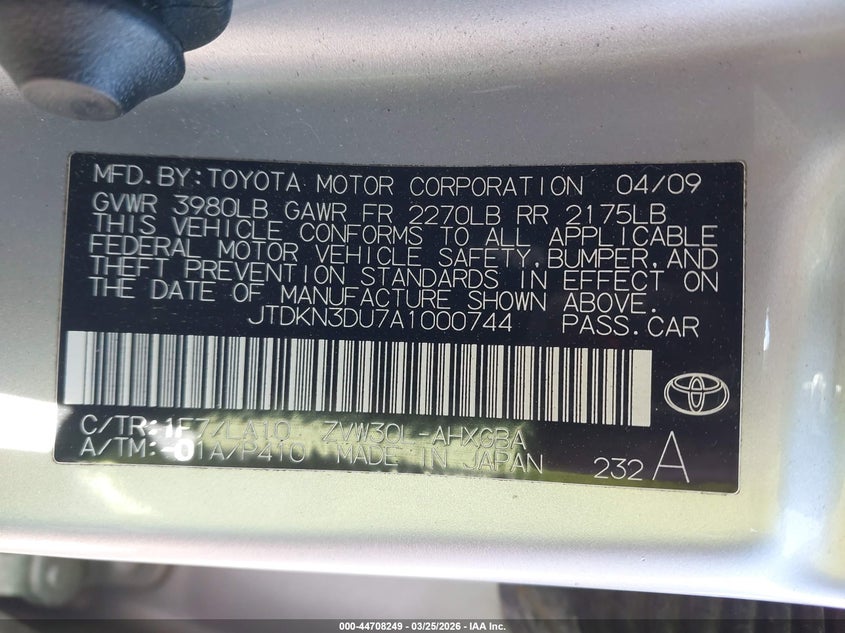 MFD.BY:TOYOTA MOTOR CORPORATION 04/09
GVWR 3980LB GAWR FR 2270LB RR 2175LB
THIS VEHICLE CONFORMS TO ALL APPLICABLE
FEDERAL MOTOR VEHICLE SAFETY,BUMPER,AND
THEFT PREVENTION STANDARDS IN EFFECT ON
THE DATE OF MANUFACTURE SHOWN ABOVE.
JTDKN3DU7A1000744 PASS.CAR
C/TR:1F7/LA10 ZVW30L-AHXGBA
A/TM:-01A/P410 MADE IN JAPAN 232 A
000-44708249 | 03/25/2026 | IAA Inc.